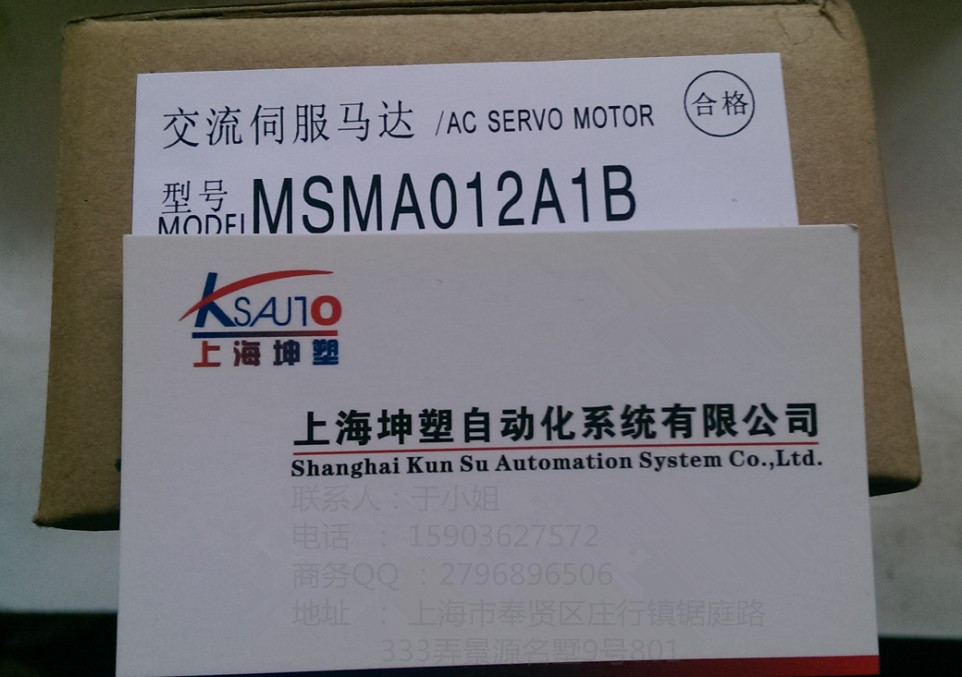 交流伺服马达 /AC SERVO MOTOR 合格
型号
MODEL MSMA012A1B
KSAUTO
上海坤塑
上海坤塑自动化系统有限公司
Shanghai Kun Su Automation System Co.,Ltd.
联系人：于小姐
电话 ：15903627572
商务QQ ：2796896506
地址 ：上海市奉贤区庄行镇锯庭路
333弄景源名墅9号801